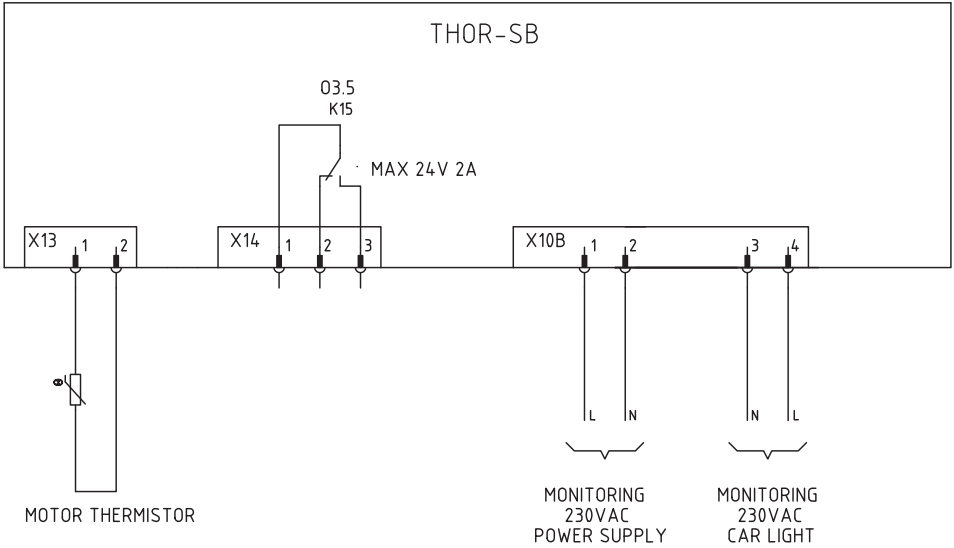 THOR-SB
O3.5
K15
MAX 24V 2A
X13 1 2
X14 1 2 3
X10B 1 2 3 4
Θ
L N N L
MOTOR THERMISTOR
MONITORING
230VAC
POWER SUPPLY
MONITORING
230VAC
CAR LIGHT